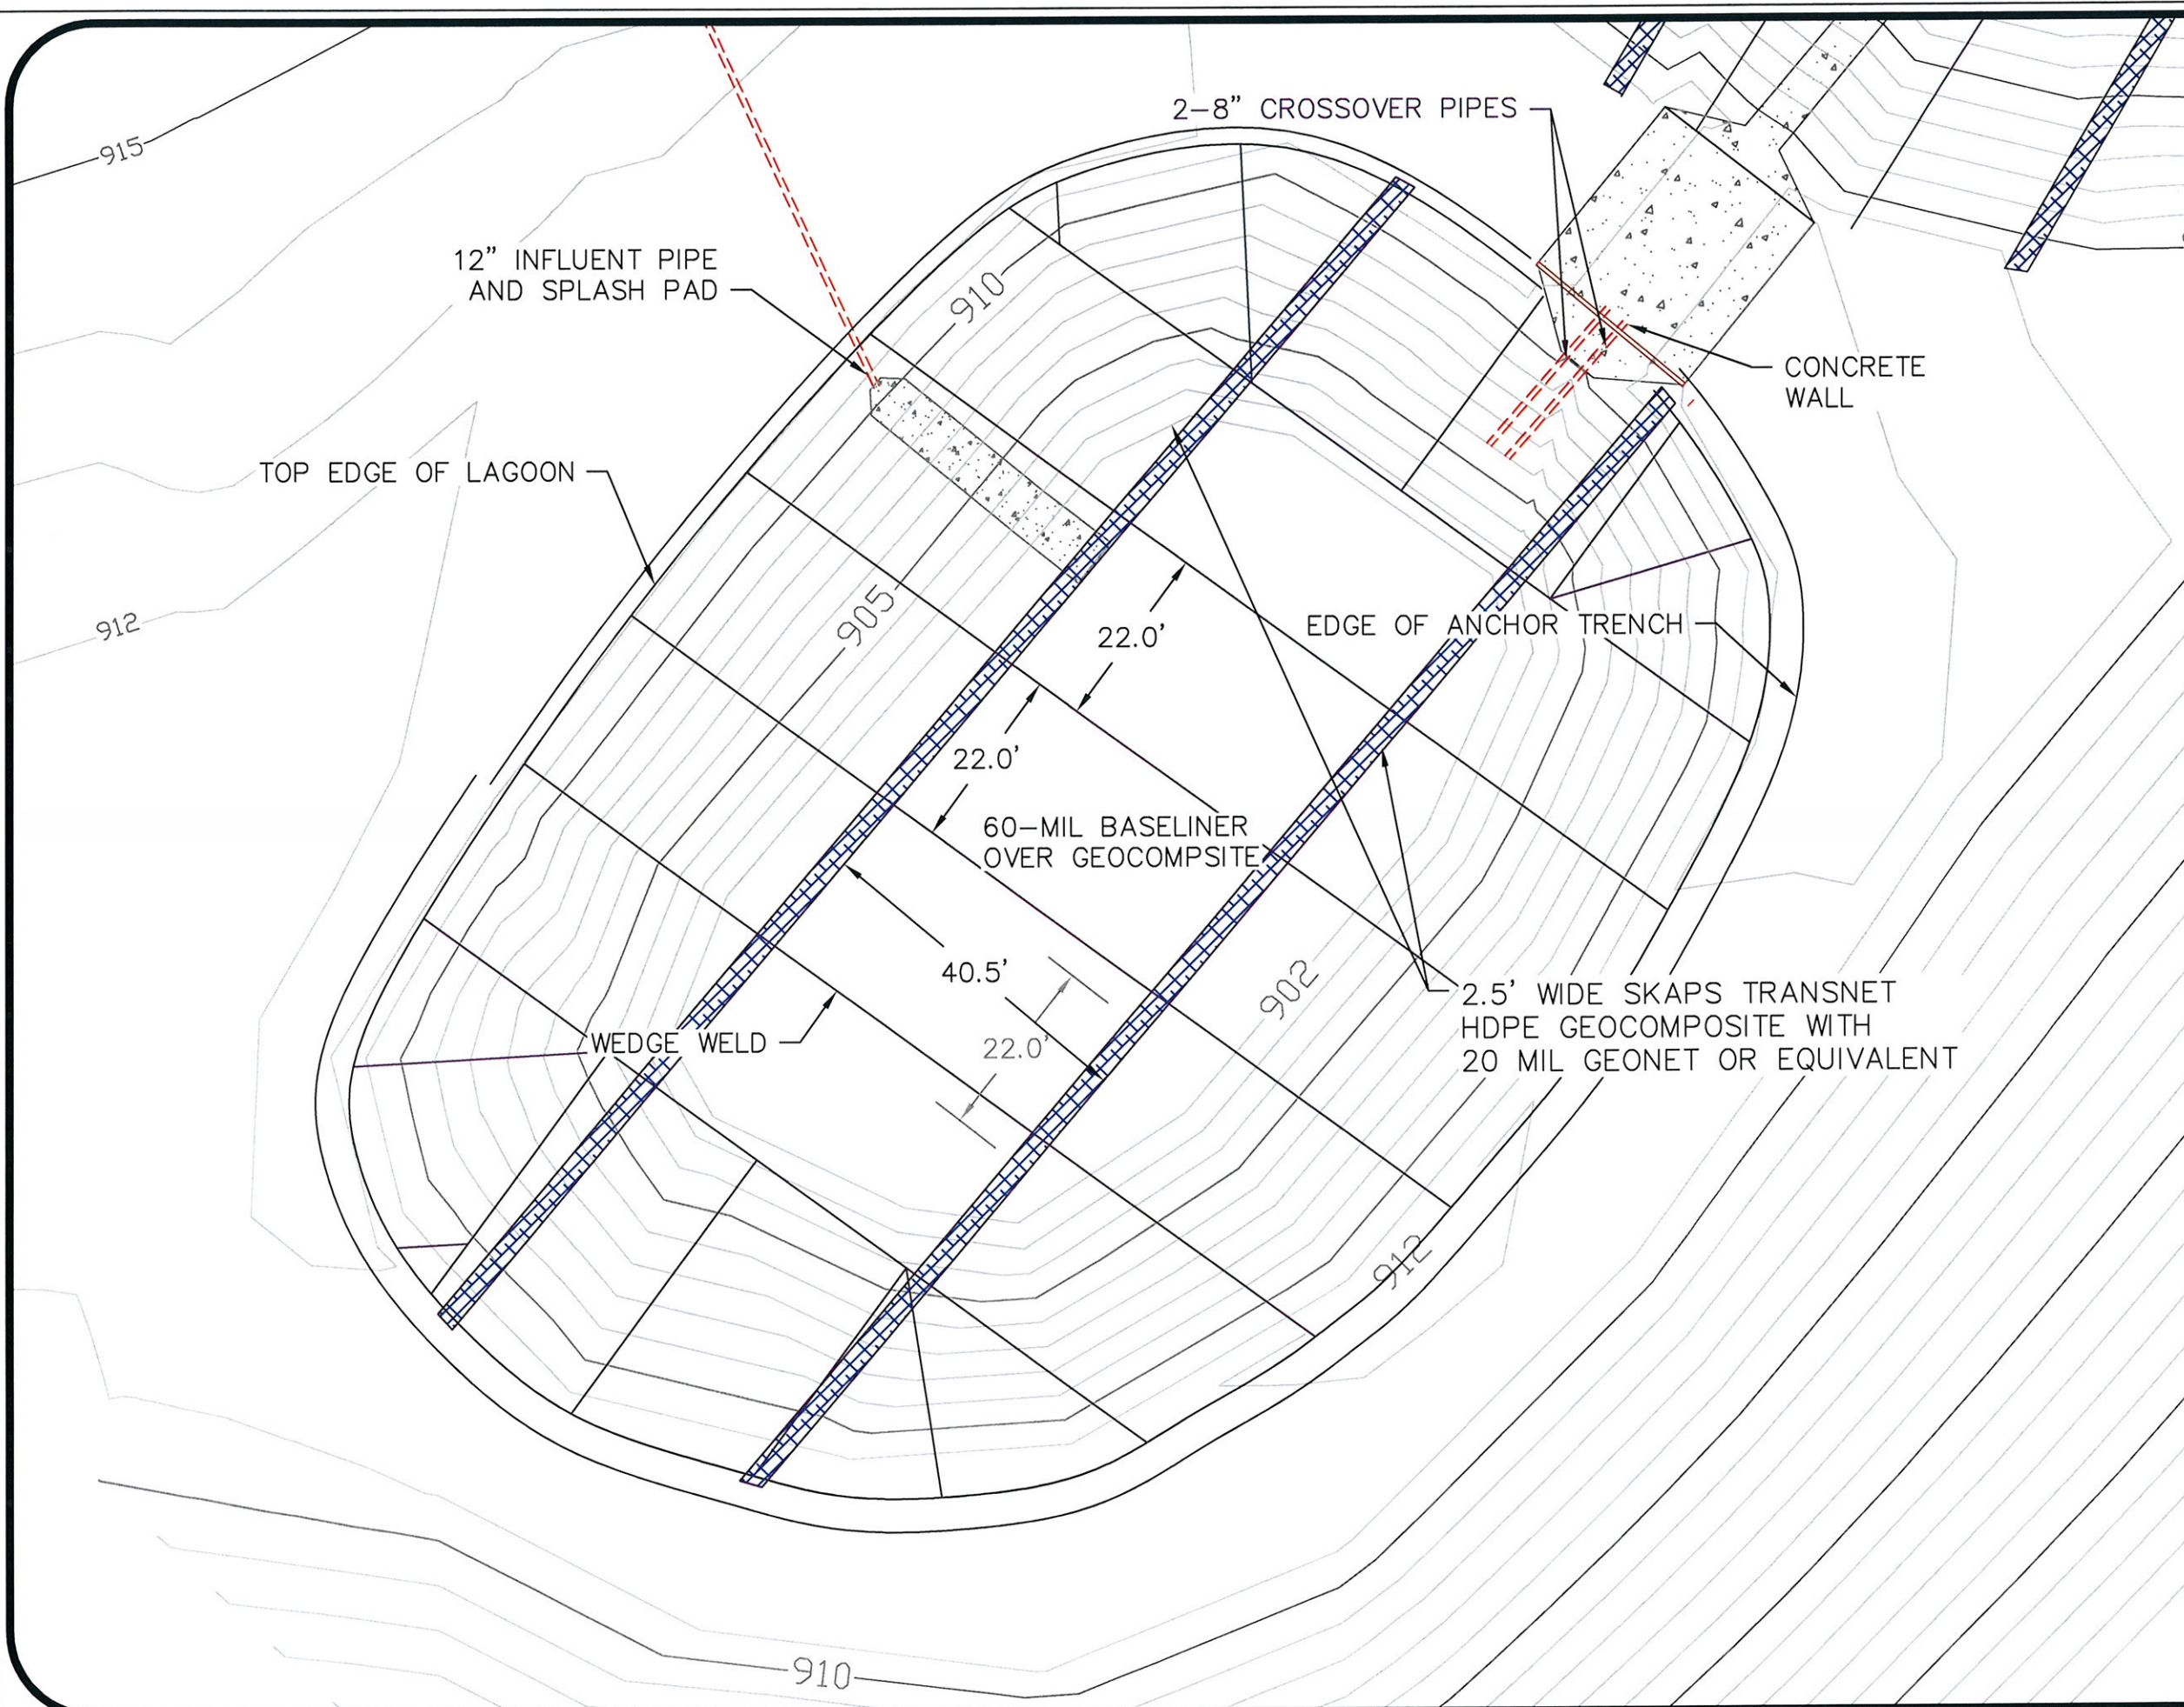 915
2-8" CROSSOVER PIPES
12" INFLUENT PIPE
AND SPLASH PAD
910
CONCRETE
WALL
TOP EDGE OF LAGOON
912
905
22.0'
EDGE OF ANCHOR TRENCH
22.0'
60-MIL BASELINER
OVER GEOCOMPSITE
40.5'
902
2.5' WIDE SKAPS TRANSNET
HDPE GEOCOMPOSITE WITH
20 MIL GEONET OR EQUIVALENT
WEDGE WELD
22.0'
912
910